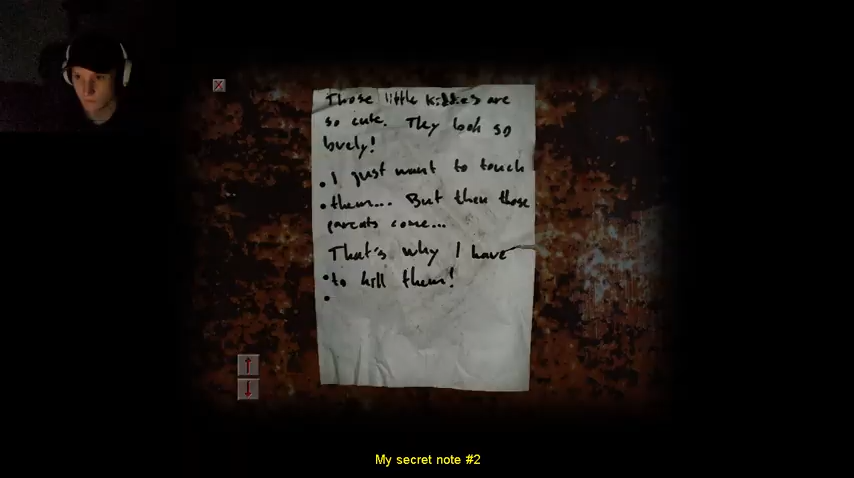 Those little kiddies are
so cute. They look so
lovely!
I just want to touch
them... But then those
parents come...
That's why I have
to kill them!
My secret note #2